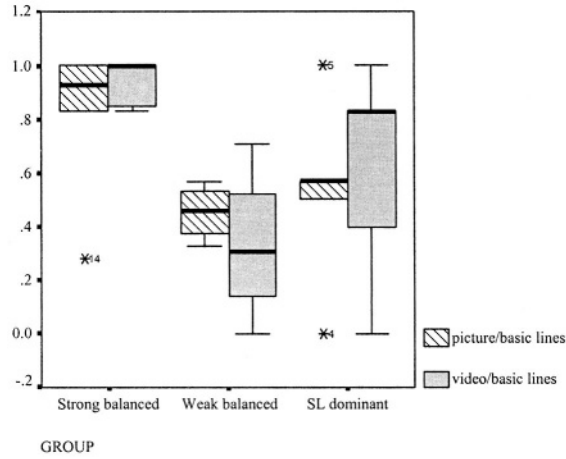 1.2
1.0
.8
.6
.4
.2
0.0
-.2
5
14
4
Strong balanced
Weak balanced
SL dominant
GROUP
picture/basic lines
video/basic lines